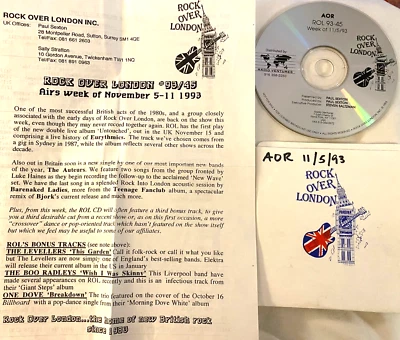 ROCK OVER LONDON INC.
UK Offices: Paul Sexton
28 Montpelier Road, Sutton, Surrey SM1 4QE
Tel/Fax: 081 661 2603
Sally Stratton
10 Gordon Avenue, Twickenham TW1 1NQ
Tel/Fax: 081 891 0963
ROCK OVER LONDON #93/45
Airs week of November 5-11 1993
One of the most successful British acts of the 1980s, and a group closely
associated with the early days of Rock Over London, are back on the show this
week, even though they may never record together again. ROL has the first play
of the new double live album 'Untouched', out in the UK November 15 and
comprising a live history of Eurythmics. The track we've chosen comes from
a gig in Sydney in 1987, while the album reflects several other shows across the
decade.
Also out in Britain soon is a new single by one of our most important new bands
of the year, The Auteurs. We feature two songs from the group fronted by
Luke Haines as they begin recording the follow-up to the acclaimed 'New Wave'
set. We have the last song in a splendid Rock Into London acoustic session by
Barenaked Ladies, more from the Teenage Fanclub album, a spectacular
remix of Bjork's current release and much more.
Plus, from this week, the ROL CD will often feature a third bonus track, to give
you a third desirable cut from a recent show or, as on this first occasion, a more
"extreme" dance or pop-oriented track which hasn't been featured on the show itself
but which we feel may be useful to some of our affiliates.
ROL'S BONUS TRACKS (see note above):
THE LEVELLERS 'This Garden' Call it folk-rock or call it what you like
but The Levellers are now simply one of England's best-selling bands. Elektra
will release their current album in the US in January
THE BOO RADLEYS 'Wish I Was Skinny' This Liverpool band have
made several appearances on ROL recently and this is an infectious track from
their 'Giant Steps' album
ONE DOVE 'Breakdown' The trio featured on the cover of the October 16
Billboard with a pop-dance single from their 'Morning Dove White' album
Rock Over London...the home of new British rock
since 1980
AOR
ROL 93-45
Week of 11/5/93
Distributed by
ROCK
OVER
LONDON
AOR 11/5/93
ROCK
OVER
LONDON